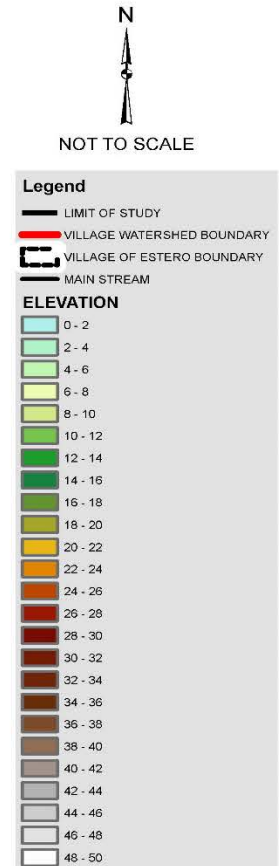 N
NOT TO SCALE
Legend
LIMIT OF STUDY
VILLAGE WATERSHED BOUNDARY
VILLAGE OF ESTERO BOUNDARY
MAIN STREAM
ELEVATION
0 - 2
2 - 4
4 - 6
6 - 8
8 - 10
10 - 12
12 - 14
14 - 16
16 - 18
18 - 20
20 - 22
22 - 24
24 - 26
26 - 28
28 - 30
30 - 32
32 - 34
34 - 36
36 - 38
38 - 40
40 - 42
42 - 44
44 - 46
46 - 48
48 - 50